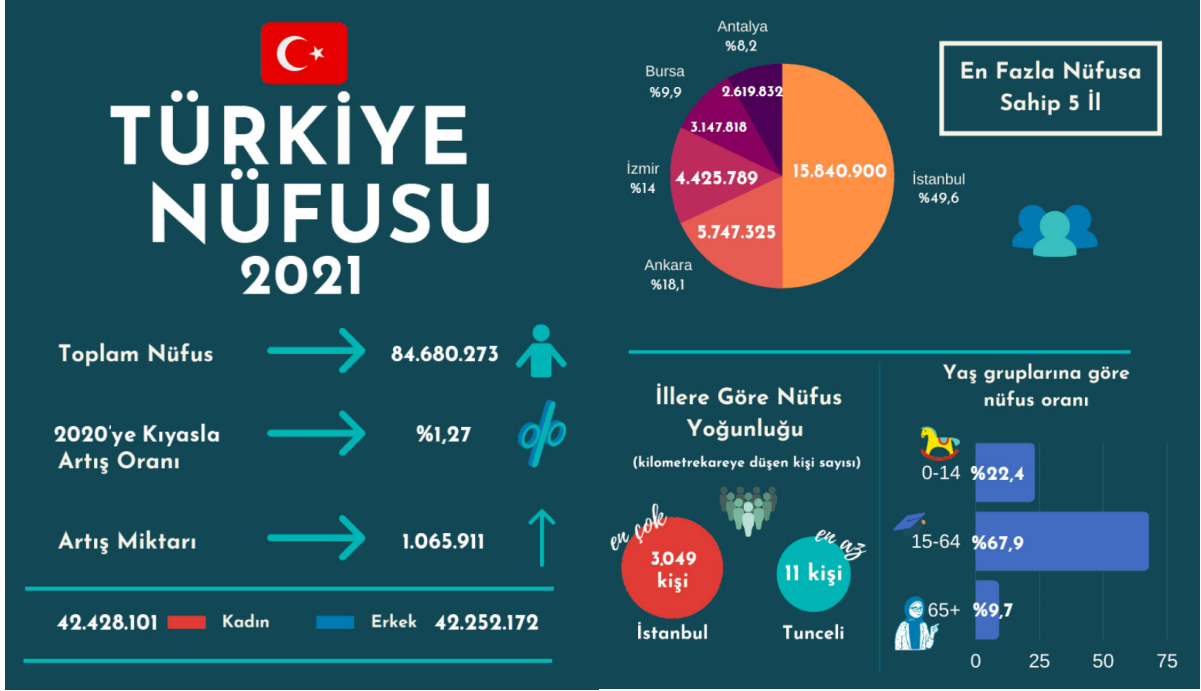 TÜRKİYE
NÜFUSU
2021
Toplam Nüfus
84.680.273
2020'ye Kıyasla
Artış Oranı
%1,27
Artış Miktarı
1.065.911
42.428.101 Kadın Erkek 42.252.172
En Fazla Nüfusa
Sahip 5 İl
Antalya
%8,2
2.619.832
Bursa
%9,9
3.147.818
İzmir
%14
4.425.789
Ankara
%18,1
5.747.325
15.840.900
İstanbul
%49,6
İllere Göre Nüfus
Yoğunluğu
(kilometrekareye düşen kişi sayısı)
en çok
3.049
kişi
İstanbul
en az
11 kişi
Tunceli
Yaş gruplarına göre
nüfus oranı
0-14 %22,4
15-64 %67,9
65+ %9,7
0 25 50 75